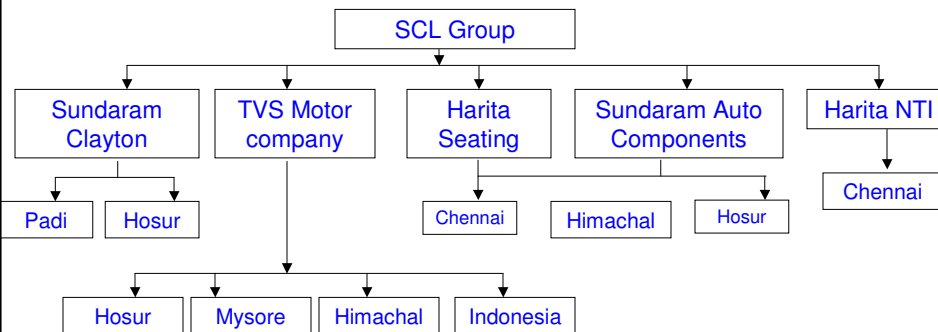 SCL Group
Sundaram
Clayton
TVS Motor
company
Harita
Seating
Sundaram Auto
Components
Harita NTI
Padi
Hosur
Chennai
Himachal
Hosur
Chennai
Hosur
Mysore
Himachal
Indonesia